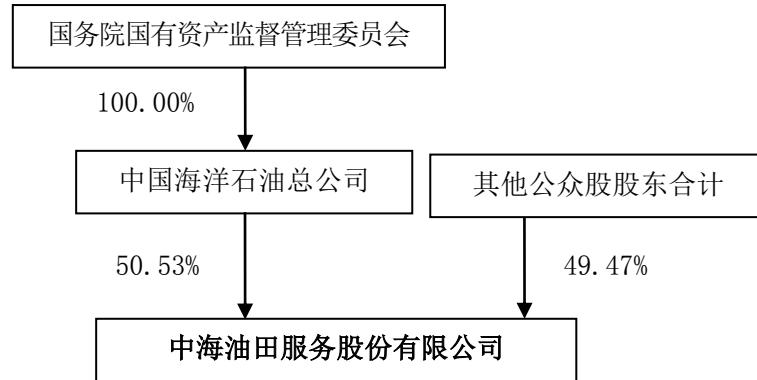 国务院国有资产监督管理委员会
100.00%
中国海洋石油总公司
其他公众股股东合计
50.53%
49.47%
中海油田服务股份有限公司